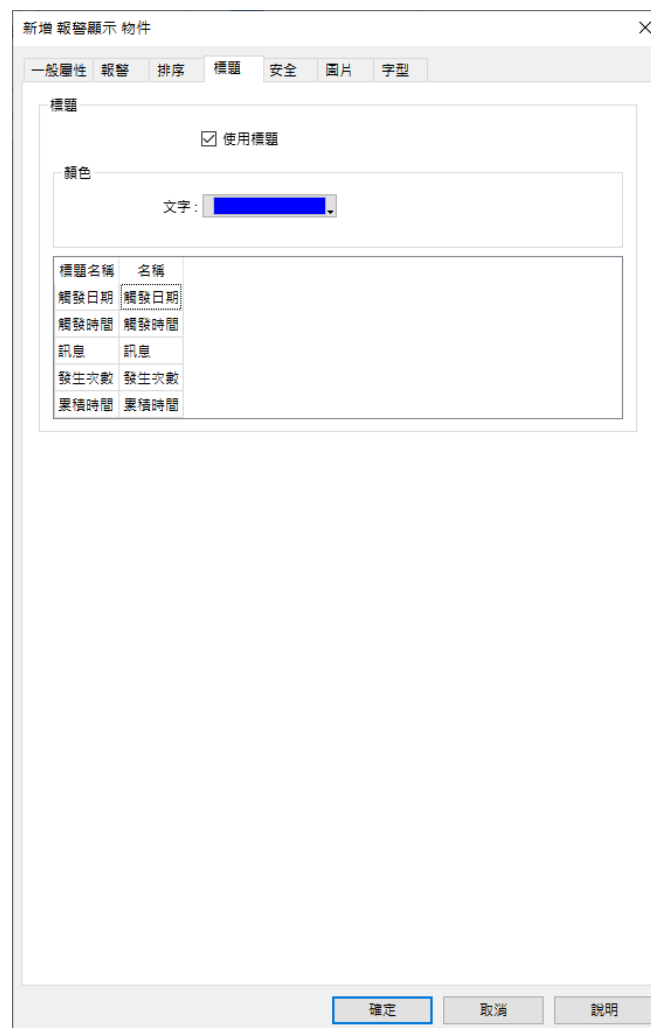 新增 報警顯示 物件
一般屬性 報警 排序 標題 安全 圖片 字型
標題
使用標題
顏色
文字 :
標題名稱 名稱
觸發日期 觸發日期
觸發時間 觸發時間
訊息 訊息
發生次數 發生次數
累積時間 累積時間
確定 取消 說明